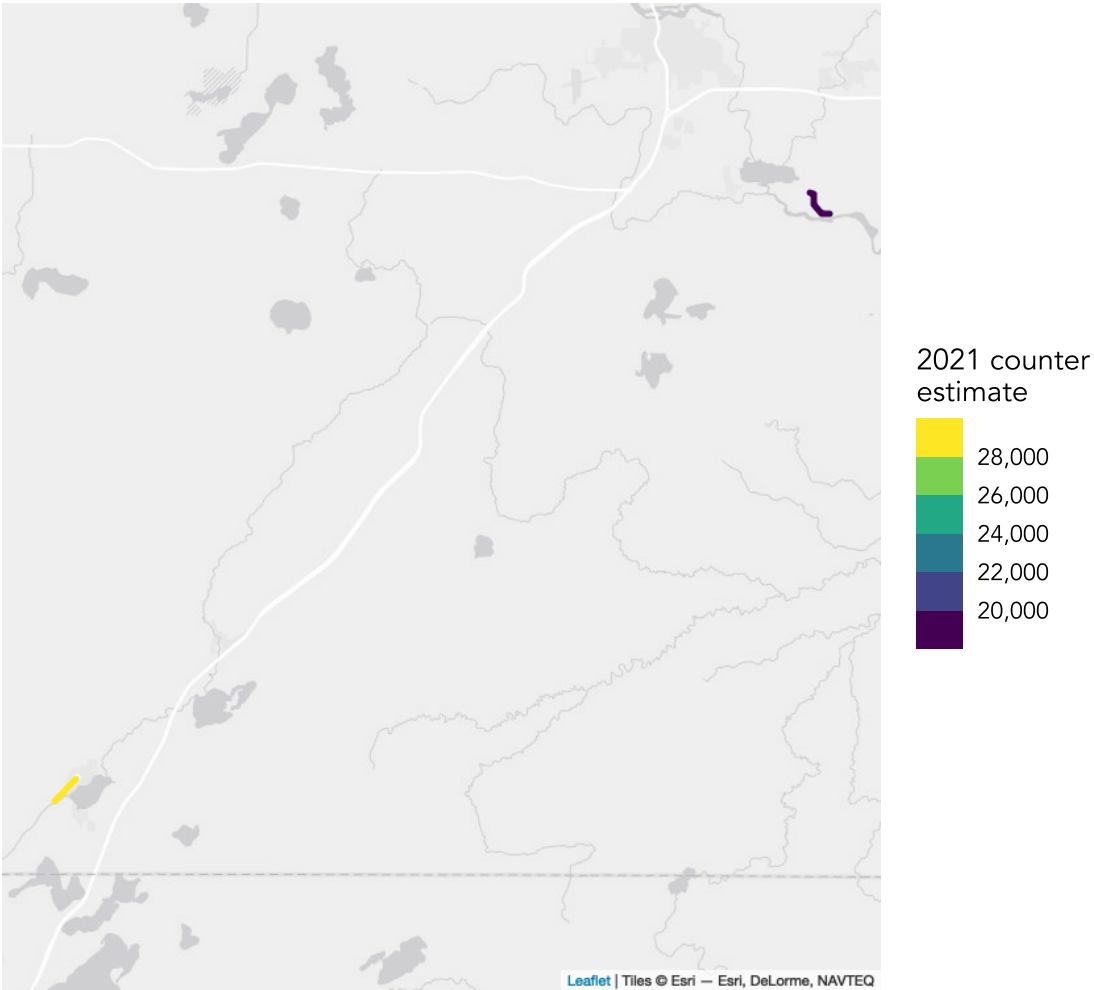 2021 counter
estimate
28,000
26,000
24,000
22,000
20,000
Leaflet | Tiles © Esri — Esri, DeLorme, NAVTEQ